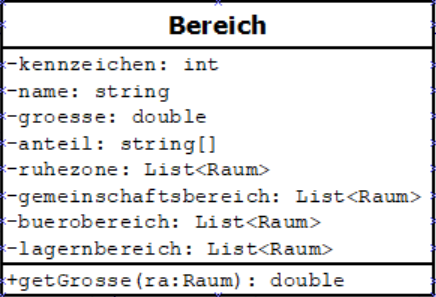 Bereich
-kennzeichen: int
-name: string
-groesse: double
-anteil: string[]
-ruhezone: List<Raum>
-gemeinschaftsbereich: List<Raum>
-buerobereich: List<Raum>
-lagernbereich: List<Raum>
+getGrosse(ra:Raum): double